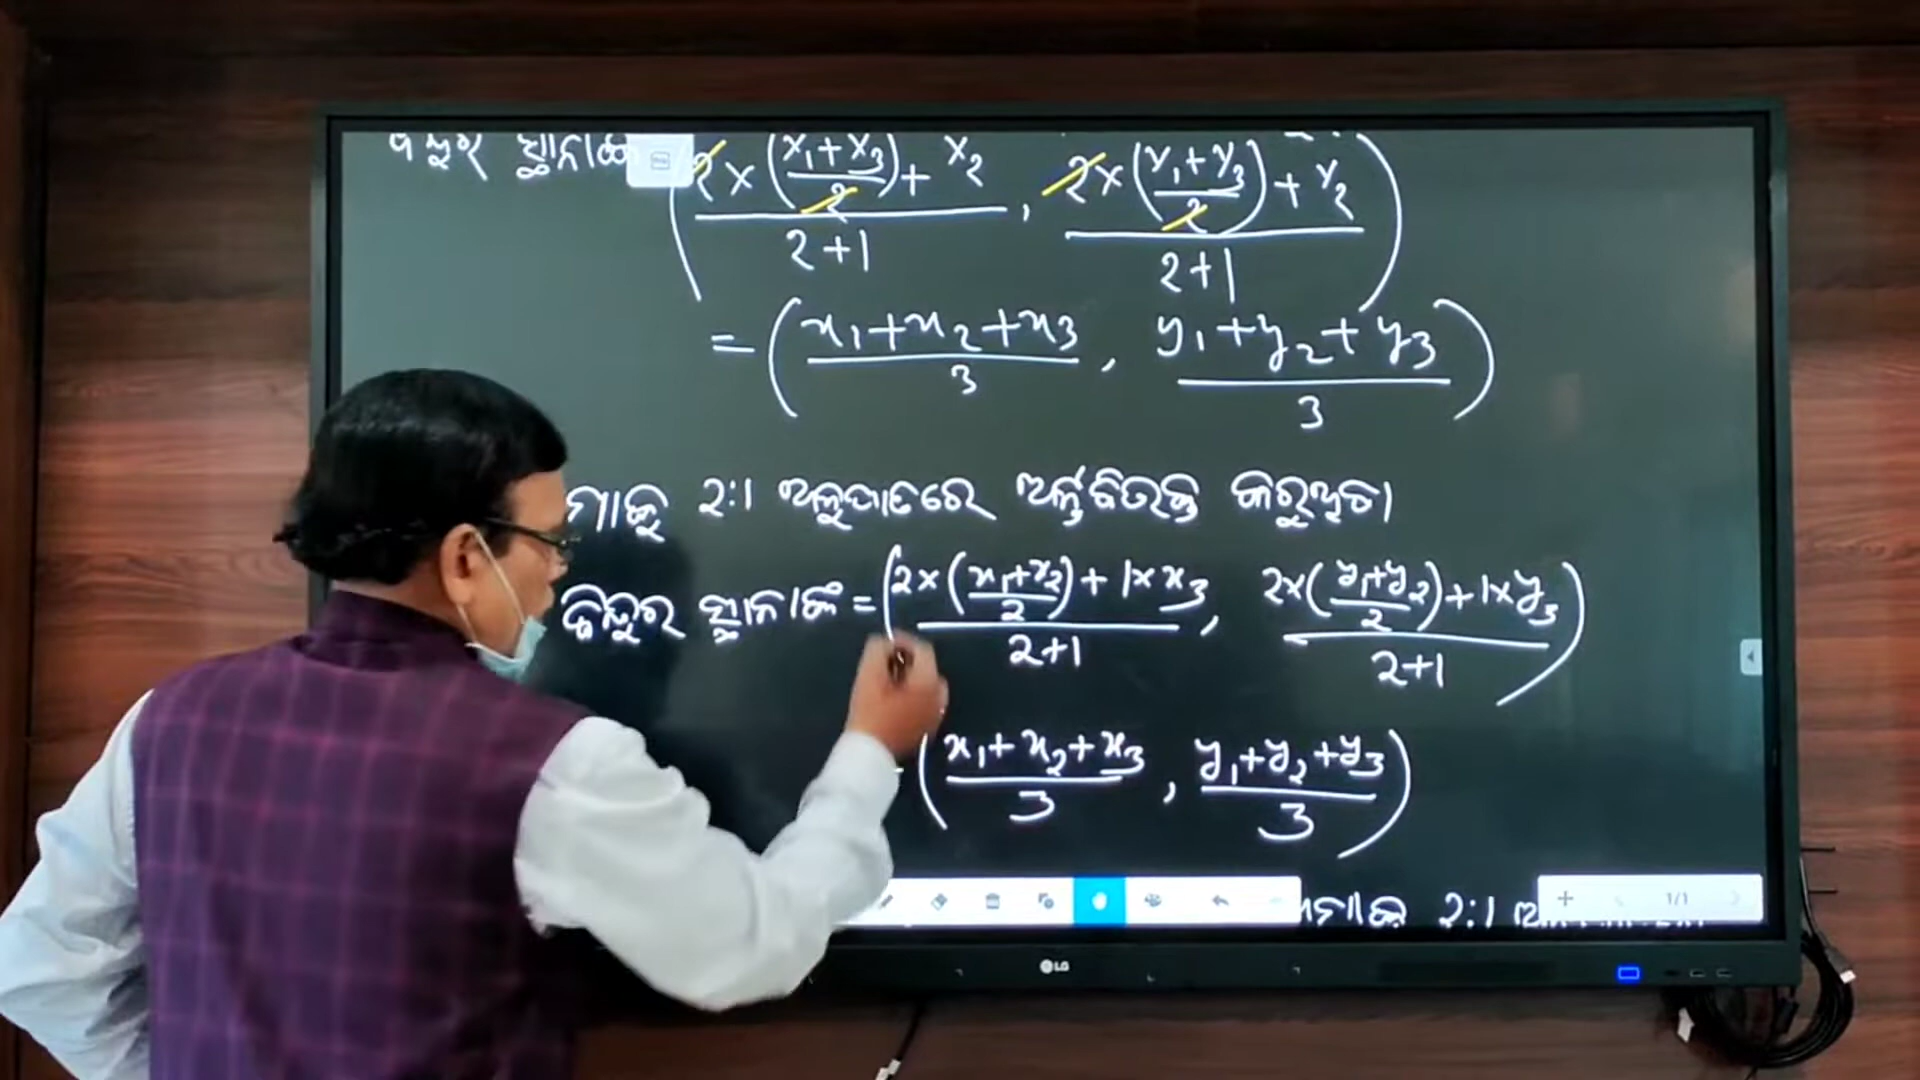 (2×((x₁+x₃)/2)+x₂)/(2+1), (2×((y₁+y₃)/2)+y₂)/(2+1))
= ((x₁+x₂+x₃)/3, (y₁+y₂+y₃)/3)
2:1 ଅନୁପାତରେ ଅର୍ନ୍ତବିଭକ୍ତ କରୁଥିବା
ବିନ୍ଦୁର ସ୍ଥାନାଙ୍କ = ((2×((x₁+x₂)/2)+1×x₃)/(2+1), (2×((y₁+y₂)/2)+1×y₃)/(2+1))
((x₁+x₂+x₃)/3, (y₁+y₂+y₃)/3)
2:1
1/1
LG